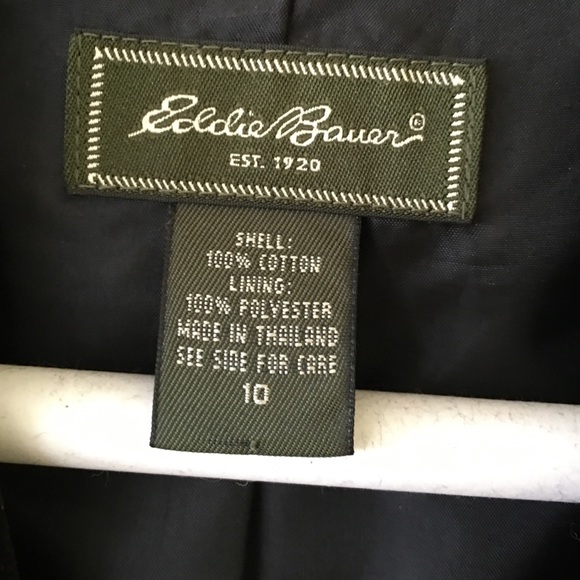 Eddie Bauer®
EST. 1920
SHELL:
100% COTTON
LINING:
100% POLYESTER
MADE IN THAILAND
SEE SIDE FOR CARE
10